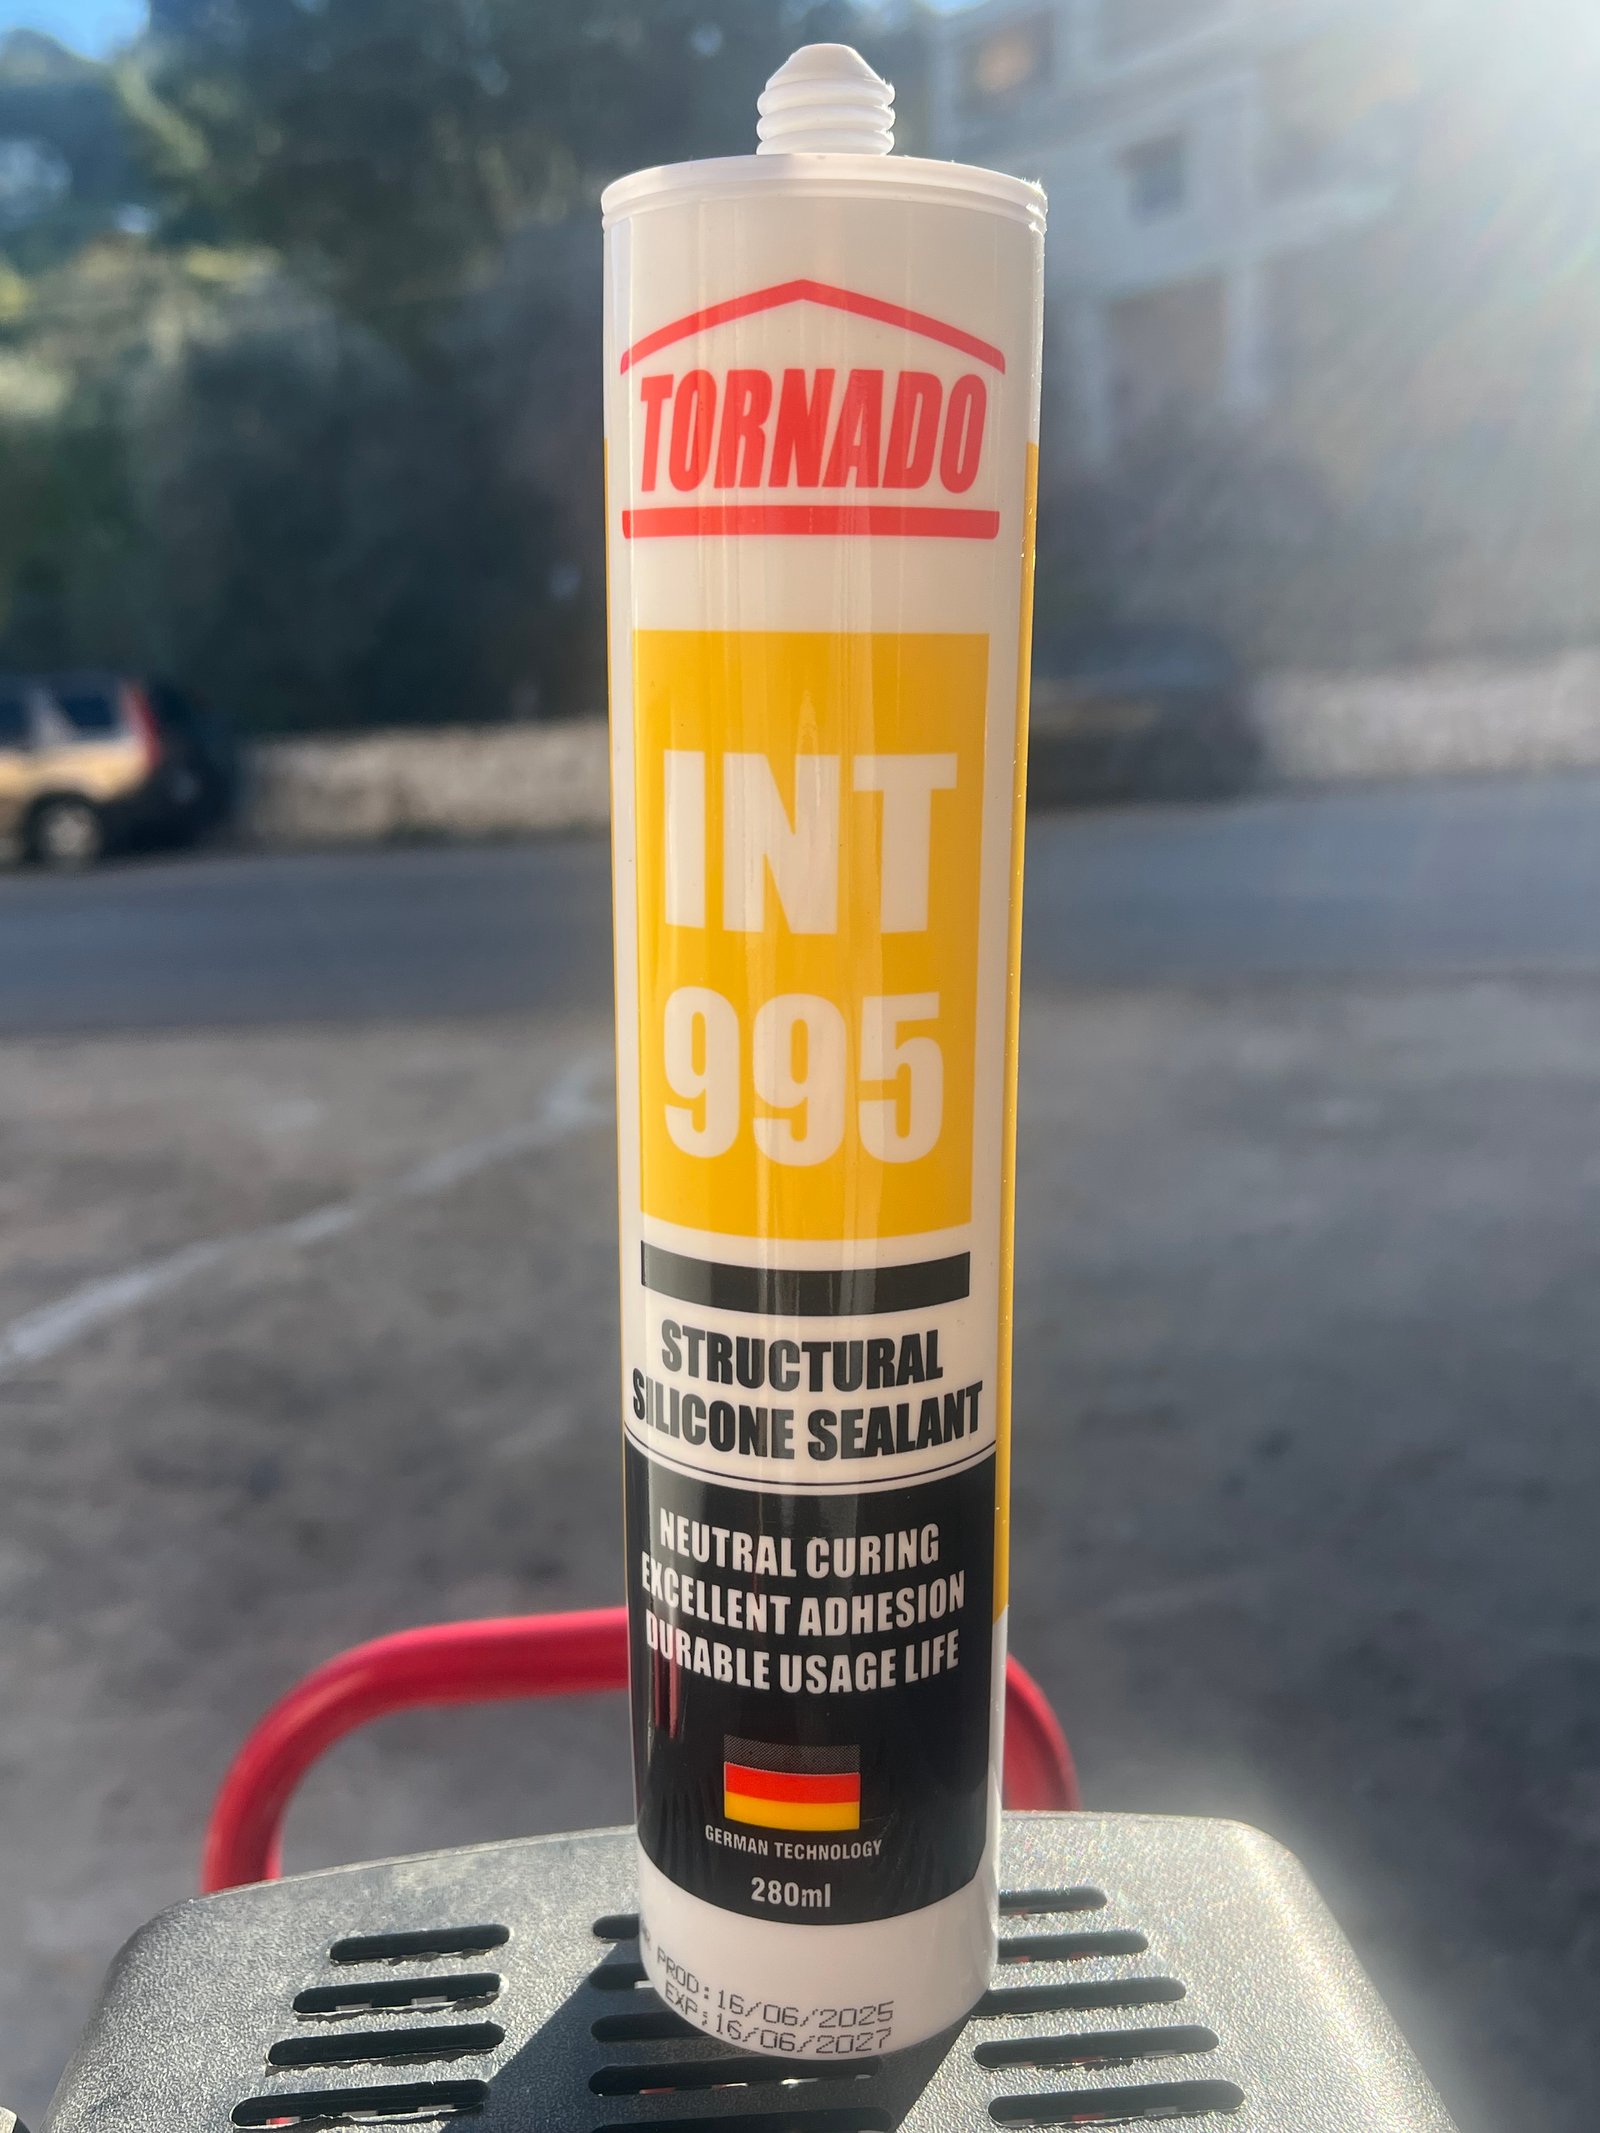 TORNADO
INT
995
STRUCTURAL
SILICONE SEALANT
NEUTRAL CURING
EXCELLENT ADHESION
DURABLE USAGE LIFE
GERMAN TECHNOLOGY
280ml
PROD:16/06/2025
EXP:16/06/2027